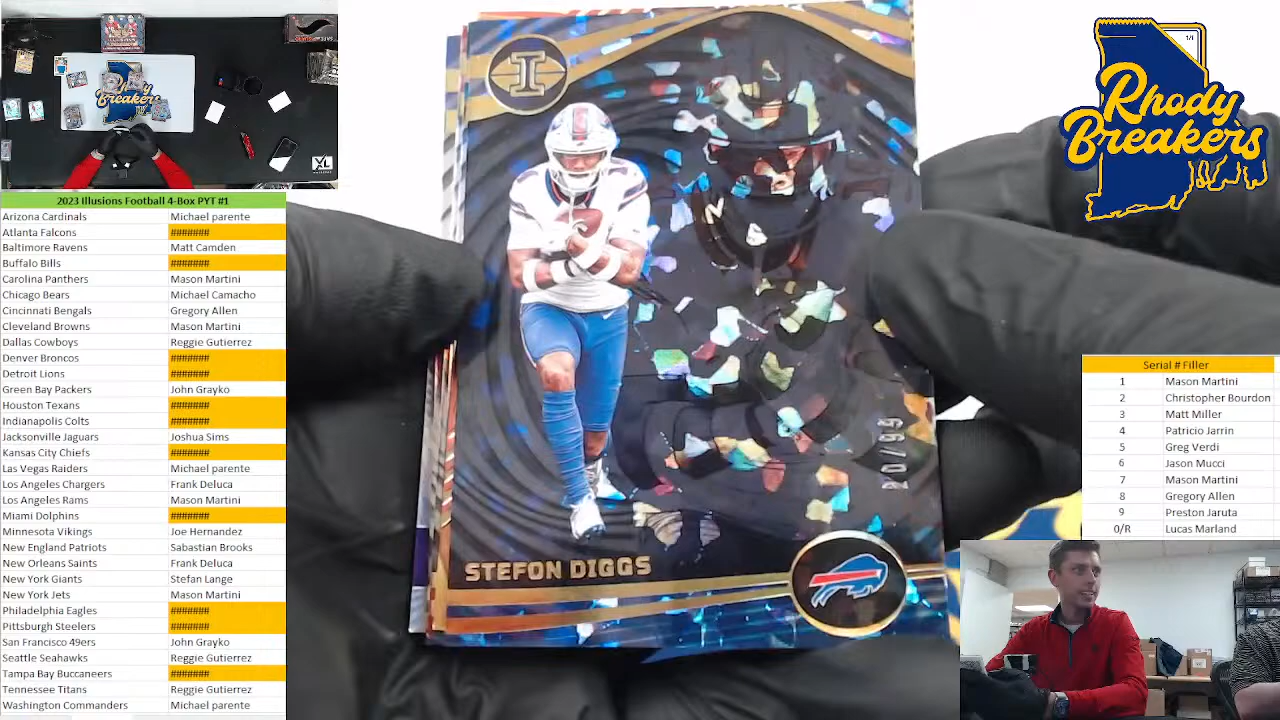 1/1
Rhody
Breakers
Breakers
XL
I
STEFON DIGGS
/99
2023 Illusions Football 4-Box PYT #1
Arizona Cardinals Michael parente
Atlanta Falcons #######
Baltimore Ravens Matt Camden
Buffalo Bills #######
Carolina Panthers Mason Martini
Chicago Bears Michael Camacho
Cincinnati Bengals Gregory Allen
Cleveland Browns Mason Martini
Dallas Cowboys Reggie Gutierrez
Denver Broncos #######
Detroit Lions #######
Green Bay Packers John Grayko
Houston Texans #######
Indianapolis Colts #######
Jacksonville Jaguars Joshua Sims
Kansas City Chiefs #######
Las Vegas Raiders Michael parente
Los Angeles Chargers Frank Deluca
Los Angeles Rams Mason Martini
Miami Dolphins #######
Minnesota Vikings Joe Hernandez
New England Patriots Sabastian Brooks
New Orleans Saints Frank Deluca
New York Giants Stefan Lange
New York Jets Mason Martini
Philadelphia Eagles #######
Pittsburgh Steelers #######
San Francisco 49ers John Grayko
Seattle Seahawks Reggie Gutierrez
Tampa Bay Buccaneers #######
Tennessee Titans Reggie Gutierrez
Washington Commanders Michael parente
Serial # Filler
1 Mason Martini
2 Christopher Bourdon
3 Matt Miller
4 Patricio Jarrin
5 Greg Verdi
6 Jason Mucci
7 Mason Martini
8 Gregory Allen
9 Preston Jaruta
0/R Lucas Marland